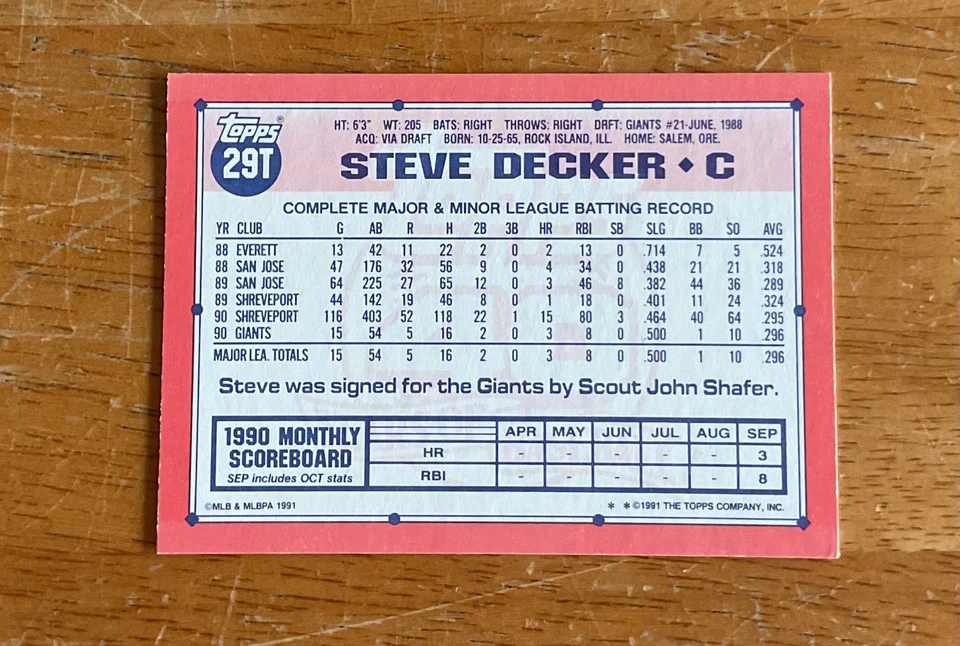 HT: 6'3" WT: 205 BATS: RIGHT THROWS: RIGHT DRFT: GIANTS #21-JUNE, 1988
ACQ: VIA DRAFT BORN: 10-25-65, ROCK ISLAND, ILL. HOME: SALEM, ORE.
TOPPS®
29T
STEVE DECKER ◆ C
COMPLETE MAJOR & MINOR LEAGUE BATTING RECORD
YR CLUB G AB R H 2B 3B HR RBI SB SLG BB SO AVG
88 EVERETT 13 42 11 22 2 0 2 13 0 .714 7 5 .524
88 SAN JOSE 47 176 32 56 9 0 4 34 0 .438 21 21 .318
89 SAN JOSE 64 225 27 65 12 0 3 46 8 .382 44 36 .289
89 SHREVEPORT 44 142 19 46 8 0 1 18 0 .401 11 24 .324
90 SHREVEPORT 116 403 52 118 22 1 15 80 3 .464 40 64 .295
90 GIANTS 15 54 5 16 2 0 3 8 0 .500 1 10 .296
MAJOR LEA. TOTALS 15 54 5 16 2 0 3 8 0 .500 1 10 .296
Steve was signed for the Giants by Scout John Shafer.
1990 MONTHLY
SCOREBOARD
SEP includes OCT stats
APR MAY JUN JUL AUG SEP
HR - - - - - 3
RBI - - - - - 8
©MLB & MLBPA 1991
* * ©1991 THE TOPPS COMPANY, INC.